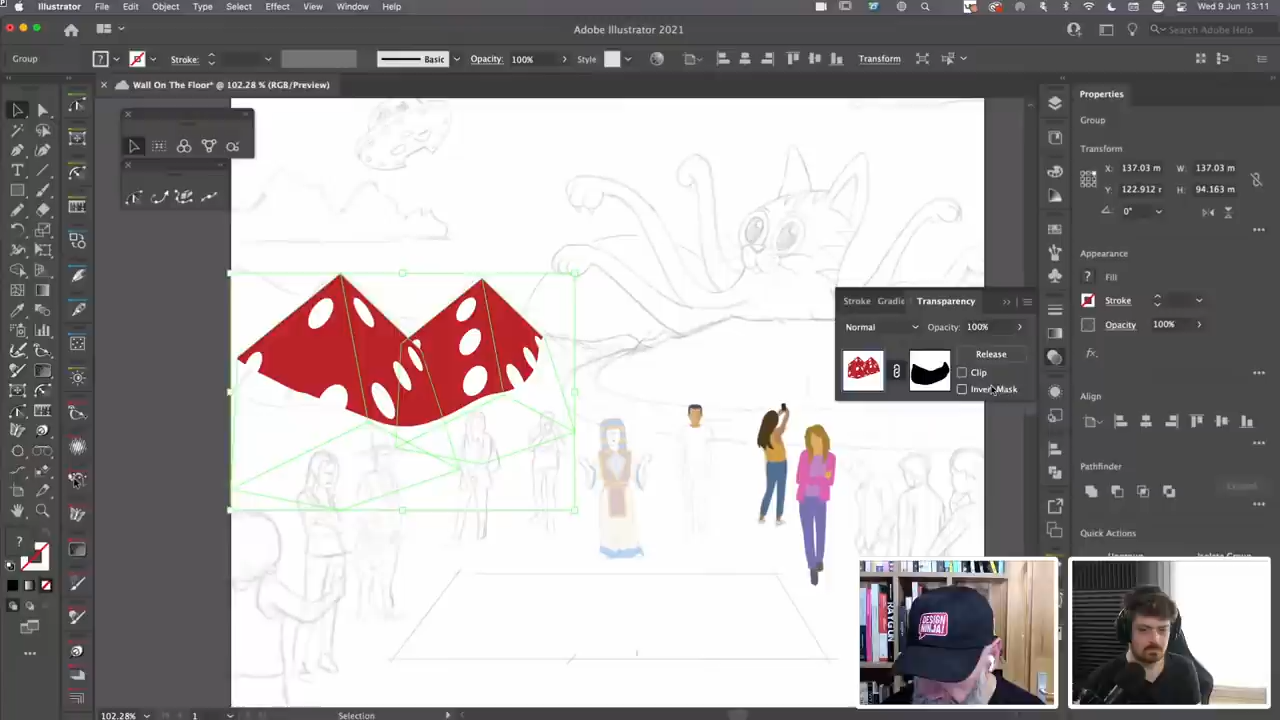 Illustrator File Edit Object Type Select Effect View Window Help
Wed 9 Jun 13:11
Adobe Illustrator 2021
Search Adobe Help
Group
?
Stroke:
Basic
Opacity: 100%
Style
Transform
Wall On The Floor* @ 102.28 % (RGB/Preview)
Properties
Group
Transform
X: 137.03 m W: 137.03 m
Y: 122.912 r H: 94.163 m
0°
Appearance
? Fill
Stroke
Opacity 100%
fx.
Align
Pathfinder
Expand
Quick Actions
Stroke Gradie Transparency
Normal Opacity: 100%
Release
Clip
Invert Mask
DESIGN
NINJA!
102.28% 1 Selection